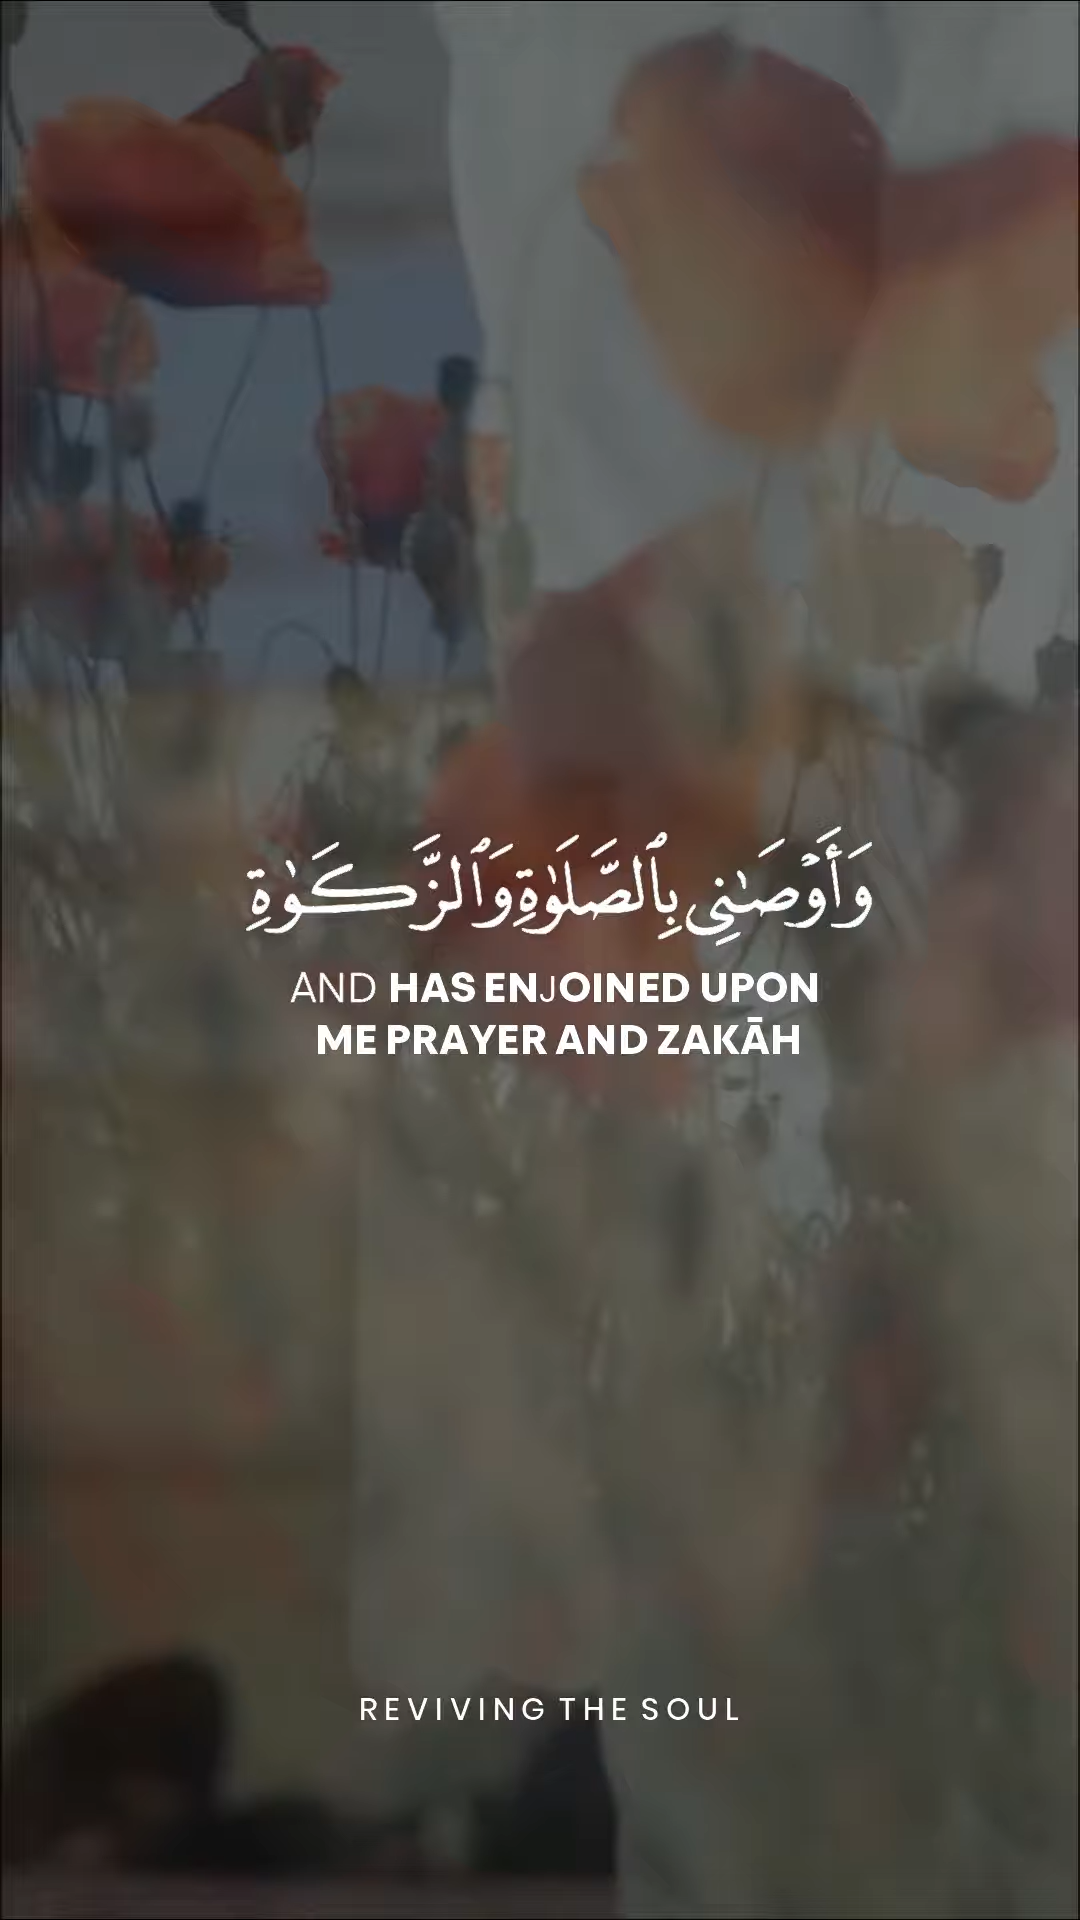 وَأَوْصَـٰنِى بِٱلصَّلَوٰةِ وَٱلزَّكَوٰةِ
AND HAS ENJOINED UPON
ME PRAYER AND ZAKĀH
REVIVING THE SOUL